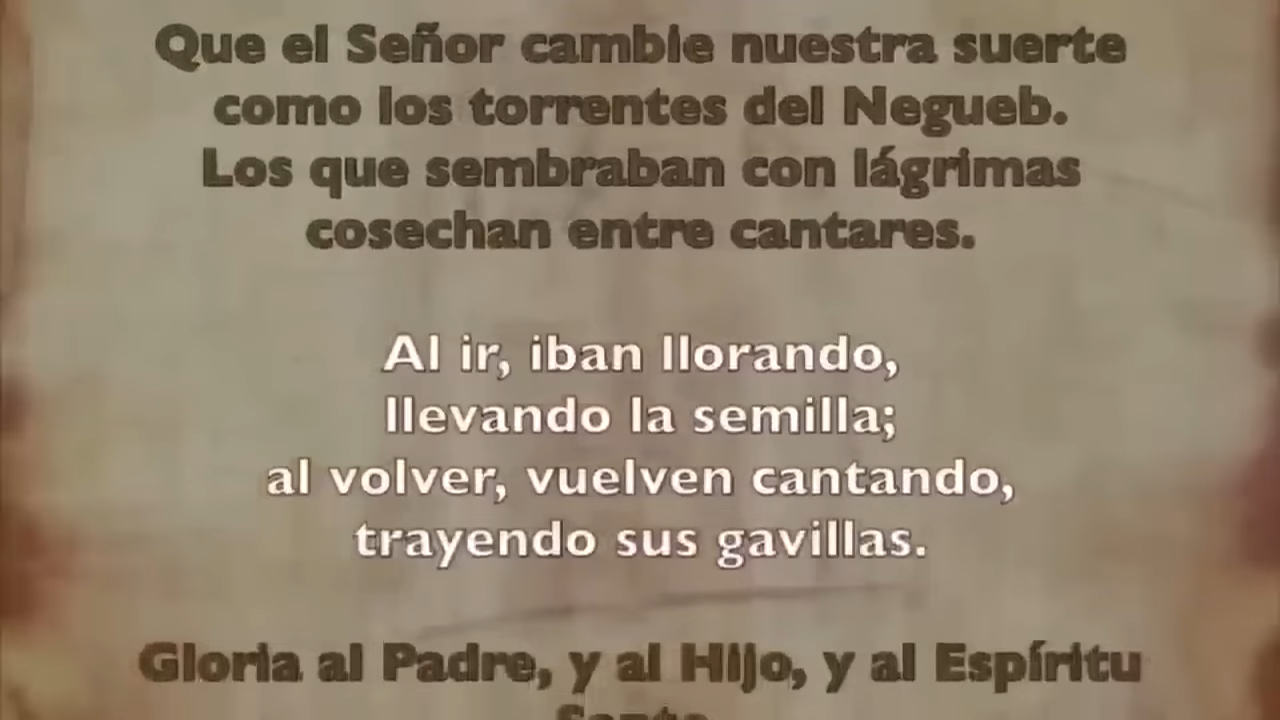 Que el Señor cambie nuestra suerte
como los torrentes del Negueb.
Los que sembraban con lágrimas
cosechan entre cantares.
Al ir, iban llorando,
llevando la semilla;
al volver, vuelven cantando,
trayendo sus gavillas.
Gloria al Padre, y al Hijo, y al Espíritu